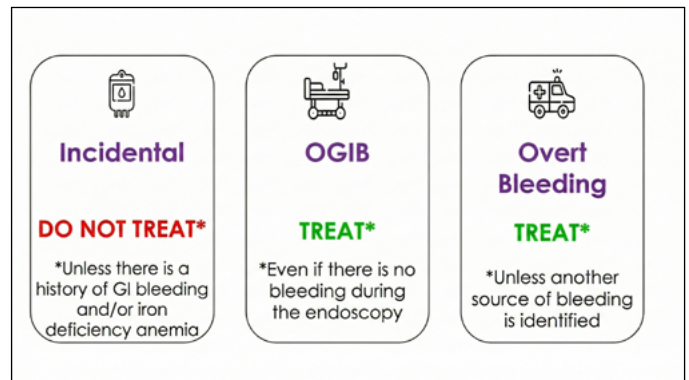 Incidental
DO NOT TREAT*
*Unless there is a
history of GI bleeding
and/or iron
deficiency anemia
OGIB
TREAT*
*Even if there is no
bleeding during
the endoscopy
Overt
Bleeding
TREAT*
*Unless another
source of bleeding
is identified